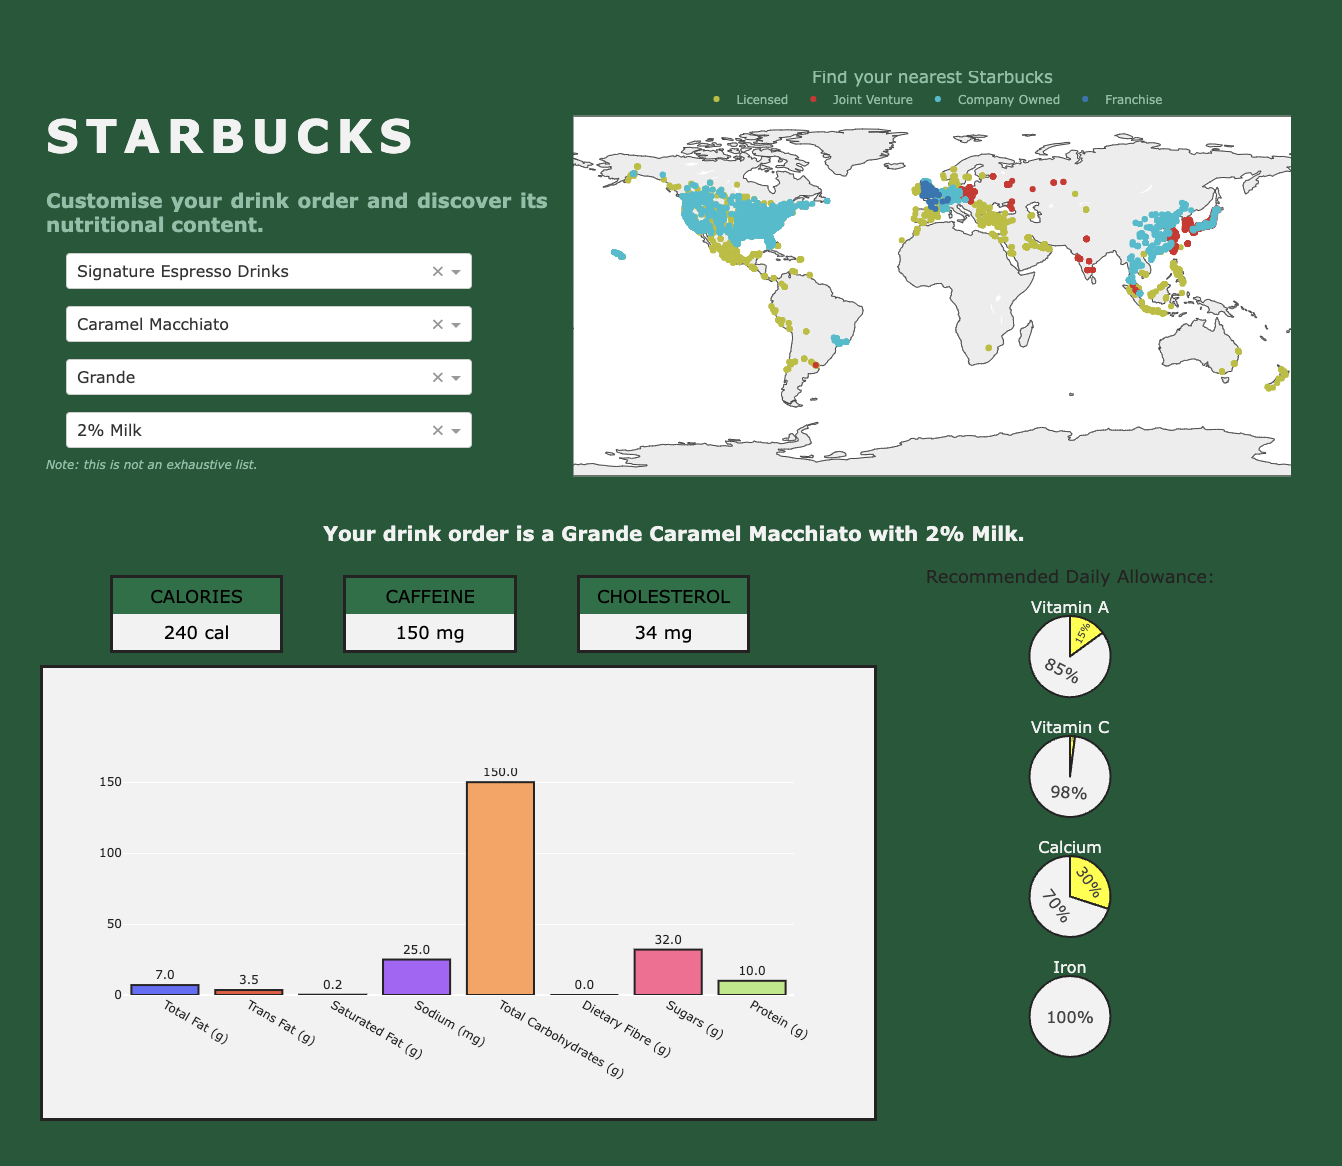 STARBUCKS
Customise your drink order and discover its
nutritional content.
Signature Espresso Drinks
Caramel Macchiato
Grande
2% Milk
Note: this is not an exhaustive list.
Find your nearest Starbucks
Licensed Joint Venture Company Owned Franchise
Your drink order is a Grande Caramel Macchiato with 2% Milk.
CALORIES
240 cal
CAFFEINE
150 mg
CHOLESTEROL
34 mg
150
100
50
0
7.0
3.5
0.2
25.0
150.0
0.0
32.0
10.0
Total Fat (g)
Trans Fat (g)
Saturated Fat (g)
Sodium (mg)
Total Carbohydrates (g)
Dietary Fibre (g)
Sugars (g)
Protein (g)
Recommended Daily Allowance:
Vitamin A
15%
85%
Vitamin C
98%
Calcium
30%
70%
Iron
100%